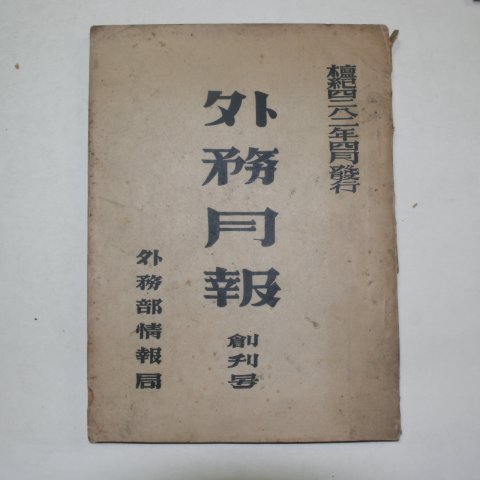 檀紀四二八二年四月發行
外務月報
創刊号
外務部情報局